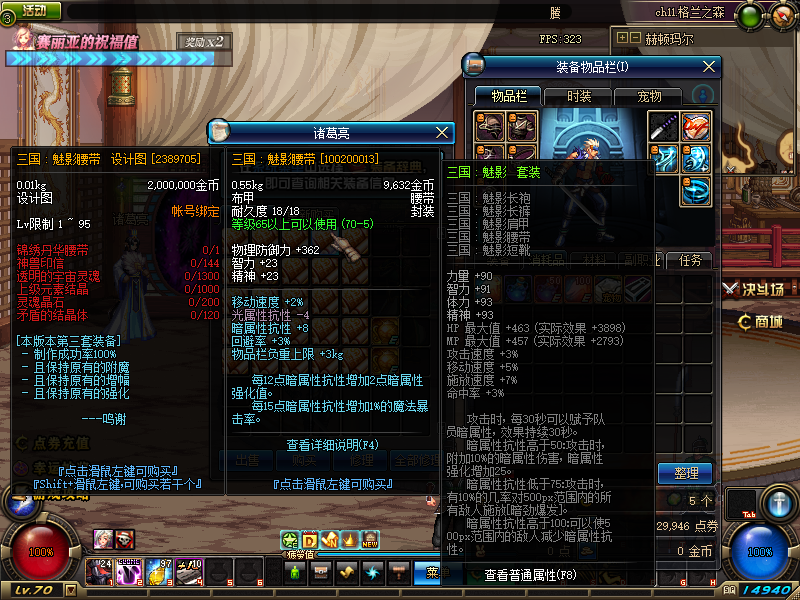 活动
腾
ch11.格兰之森
赛丽亚的祝福值
奖励 x2
FPS:323
赫顿玛尔
装备物品栏(I)
物品栏
时装
宠物
诸葛亮
三国：魅影腰带 设计图 [2389705]
0.01kg
2,000,000金币
设计图
帐号绑定
Lv限制 1 ~ 95
锦绣丹华腰带
0/1
神兽印信
0/144
透明的宇宙灵魂
0/1300
上级元素结晶
0/1000
灵魂晶石
0/200
矛盾的结晶体
0/120
[本版本第三套装备]
- 制作成功率100%
- 且保持原有的附魔
- 且保持原有的增幅
- 且保持原有的强化
---鸣谢
『点击滑鼠左键可购买』
『Shift+滑鼠左键,可购买若干个』
三国：魅影腰带 [100200013]
0.55kg
9,632金币
布甲
腰带
耐久度 18/18
封装
等级65以上可以使用 (70-5)
物理防御力 +362
智力 +23
精神 +23
移动速度 +2%
光属性抗性 -4
暗属性抗性 +8
回避率 +3%
物品栏负重上限 +3kg
每12点暗属性抗性增加2点暗属性
强化值。
每15点暗属性抗性增加1%的魔法暴
击率。
查看详细说明(F4)
『点击滑鼠左键可购买』
三国：魅影 套装
三国：魅影长袍
三国：魅影长裤
三国：魅影肩甲
三国：魅影腰带
三国：魅影短靴
力量 +90
智力 +91
体力 +93
精神 +93
HP 最大值 +463 (实际效果 +3898)
MP 最大值 +457 (实际效果 +2793)
攻击速度 +3%
移动速度 +5%
施放速度 +7%
命中率 +3%
攻击时，每30秒可以赋予队
员暗属性，效果持续30秒。
暗属性抗性高于50:攻击时,
附加10%的暗属性伤害，暗属性
强化增加25。
暗属性抗性低于75:攻击时,
有10%的几率对500px范围内的所
有敌人施放[暗劲爆发]。
暗属性抗性高于100:可以使5
00px范围内的敌人减少暗属性抗
性。
查看普通属性(F8)
任务
决斗场
商城
整理
5 个
29,946 点券
0 金币
点券充值
Tab
100%
100%
97
NEW
菜
G
H
Lv.70
14940